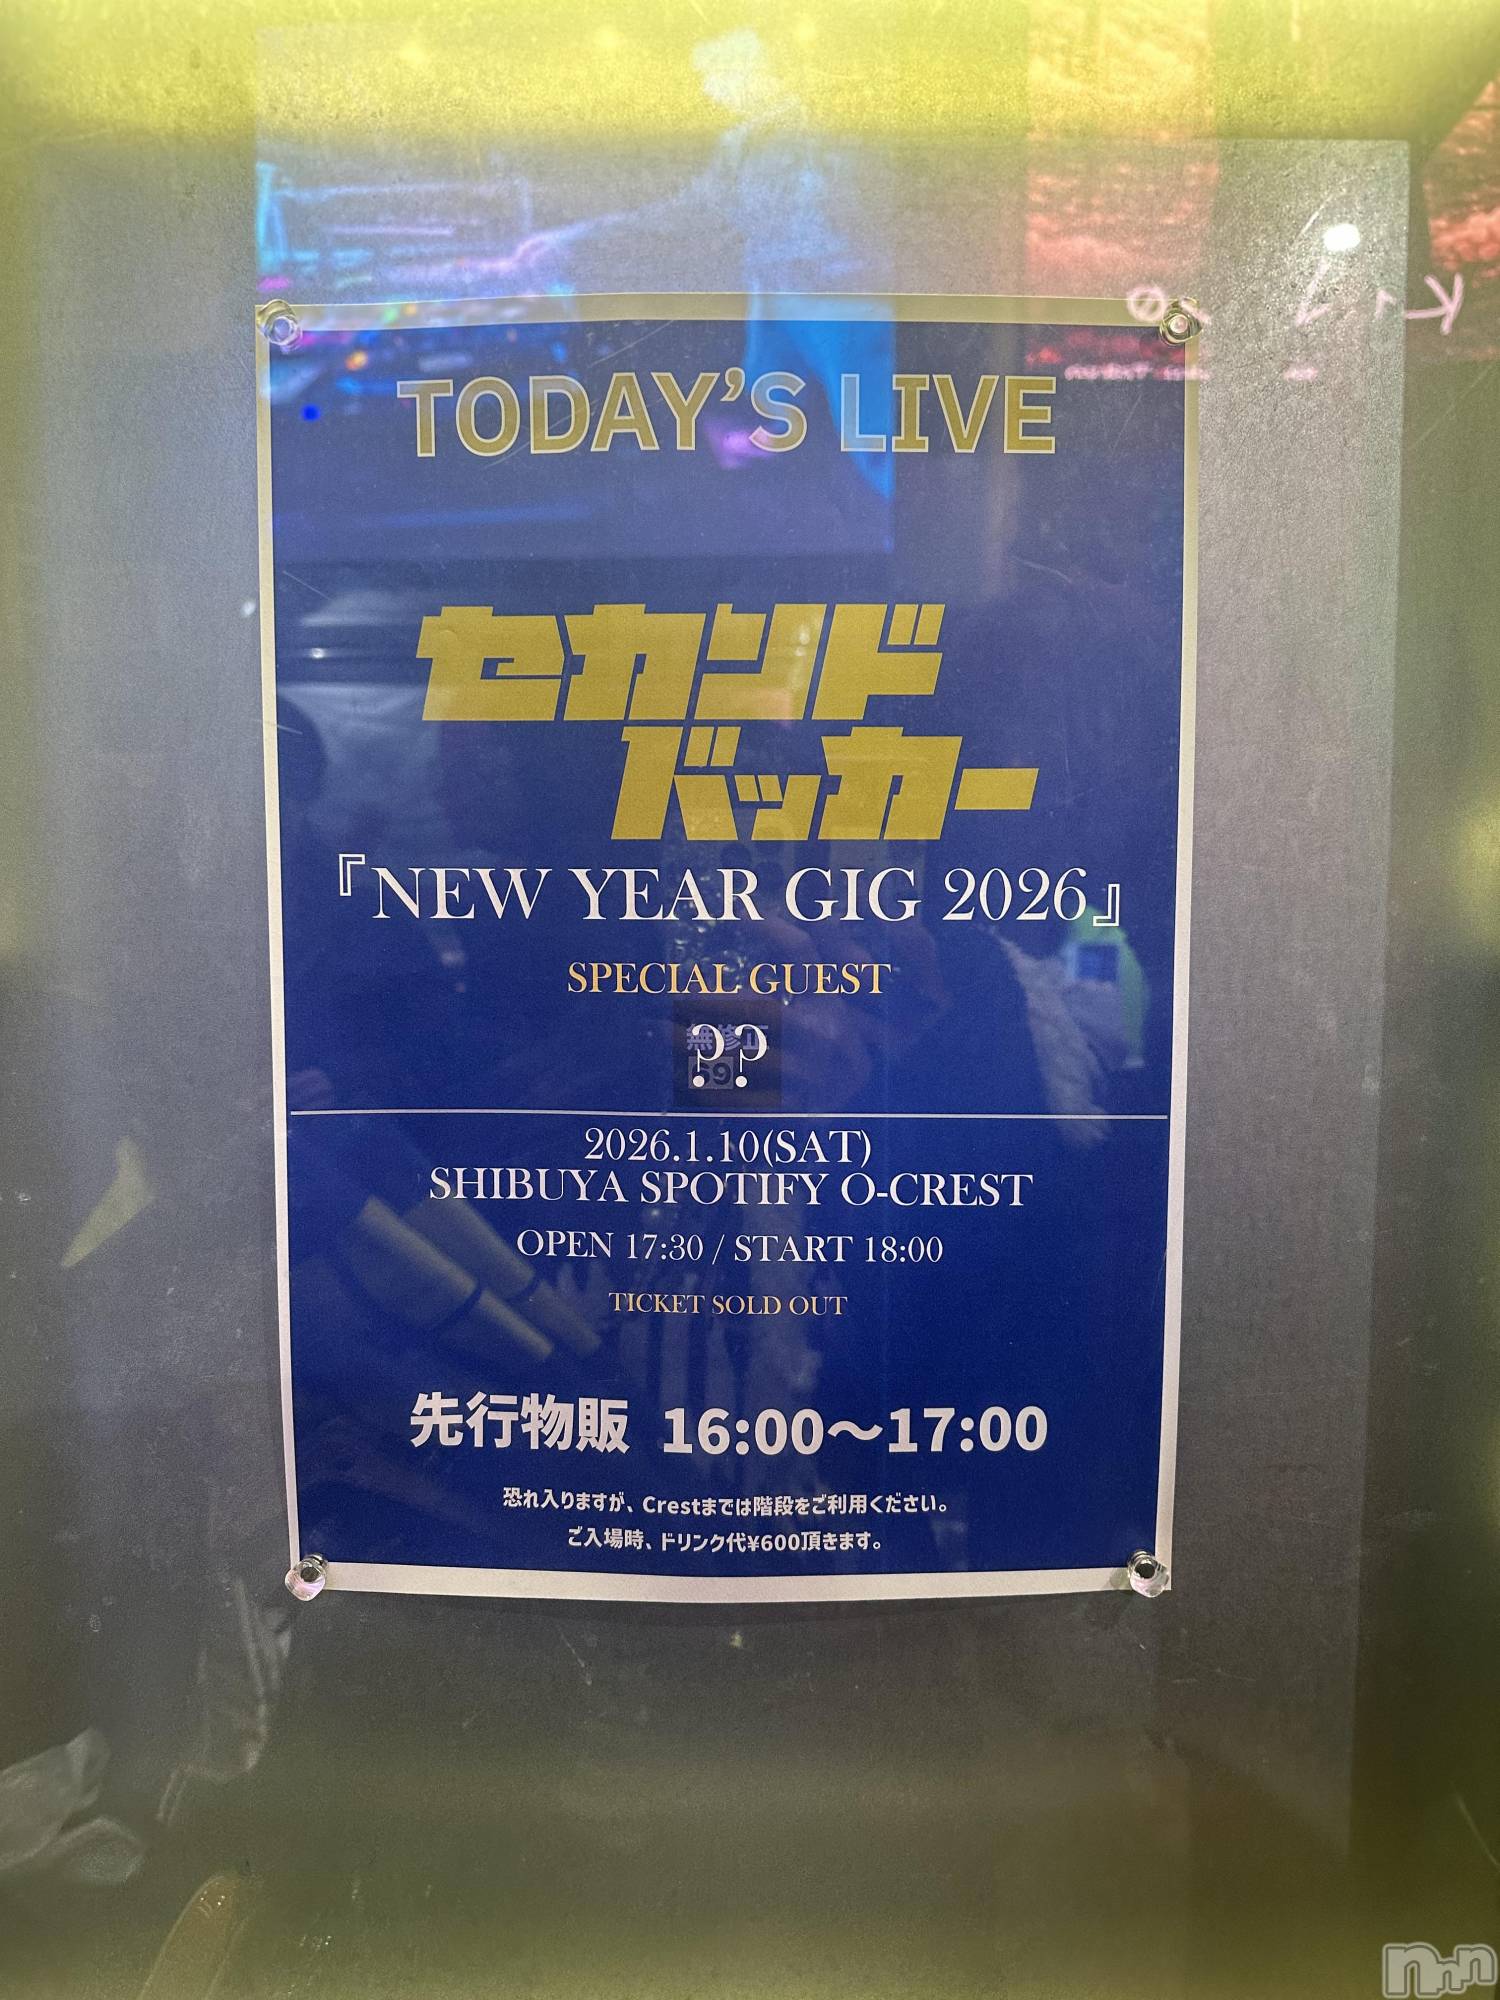 TODAY'S LIVE
セカンド
バッカー
『NEW YEAR GIG 2026』
SPECIAL GUEST
??
無修正
59
2026.1.10(SAT)
SHIBUYA SPOTIFY O-CREST
OPEN 17:30 / START 18:00
TICKET SOLD OUT
先行物販 16:00〜17:00
恐れ入りますが、Crestまでは階段をご利用ください。
ご入場時、ドリンク代¥600頂きます。